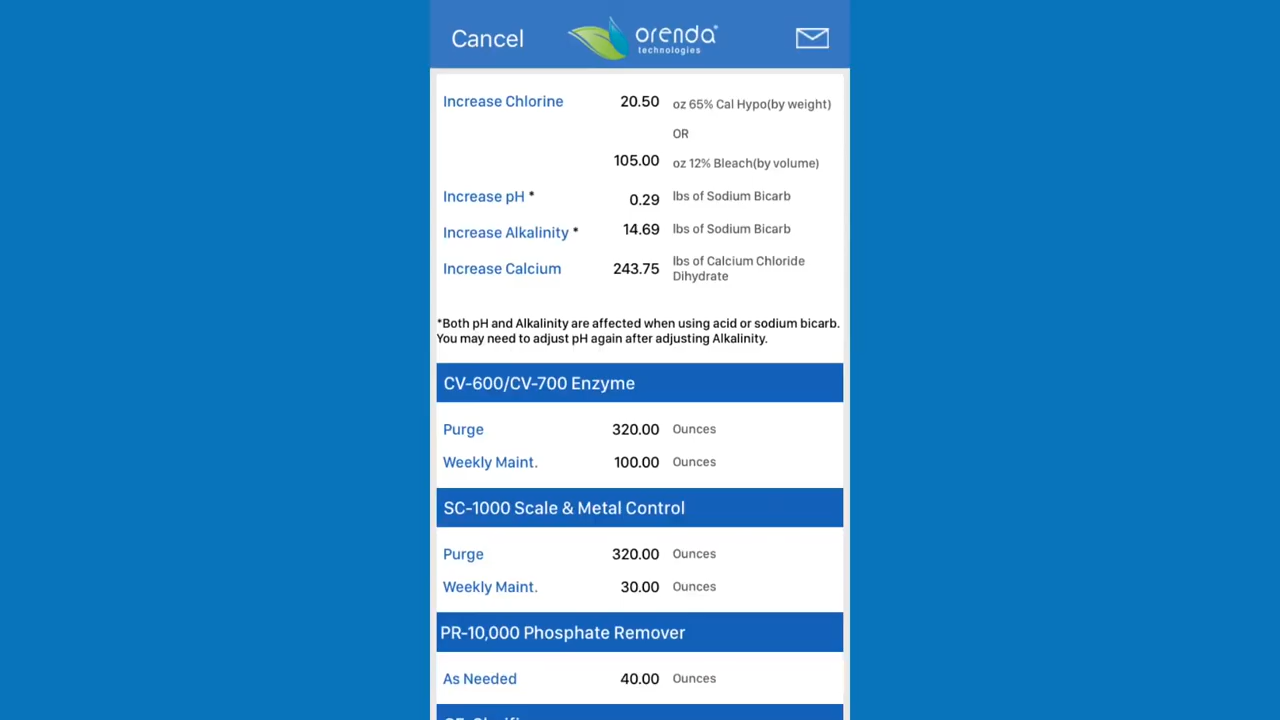 Cancel
orenda
technologies
Increase Chlorine 20.50 oz 65% Cal Hypo(by weight)
OR
105.00 oz 12% Bleach(by volume)
Increase pH * 0.29 lbs of Sodium Bicarb
Increase Alkalinity * 14.69 lbs of Sodium Bicarb
Increase Calcium 243.75 lbs of Calcium Chloride
Dihydrate
*Both pH and Alkalinity are affected when using acid or sodium bicarb.
You may need to adjust pH again after adjusting Alkalinity.
CV-600/CV-700 Enzyme
Purge 320.00 Ounces
Weekly Maint. 100.00 Ounces
SC-1000 Scale & Metal Control
Purge 320.00 Ounces
Weekly Maint. 30.00 Ounces
PR-10,000 Phosphate Remover
As Needed 40.00 Ounces